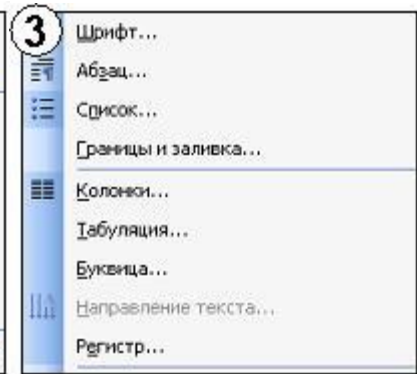 3
Шрифт...
Абзац...
Список...
Границы и заливка...
Колонки...
Табуляция...
Буквица...
Направление текста...
Регистр...